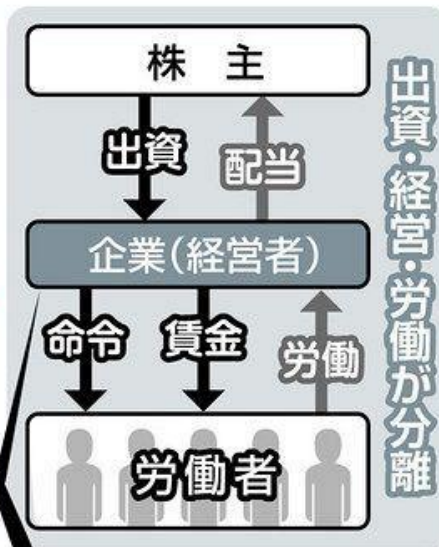 株 主
出資
配当
企業(経営者)
命令
賃金
労働
労働者
出資・経営・労働が分離